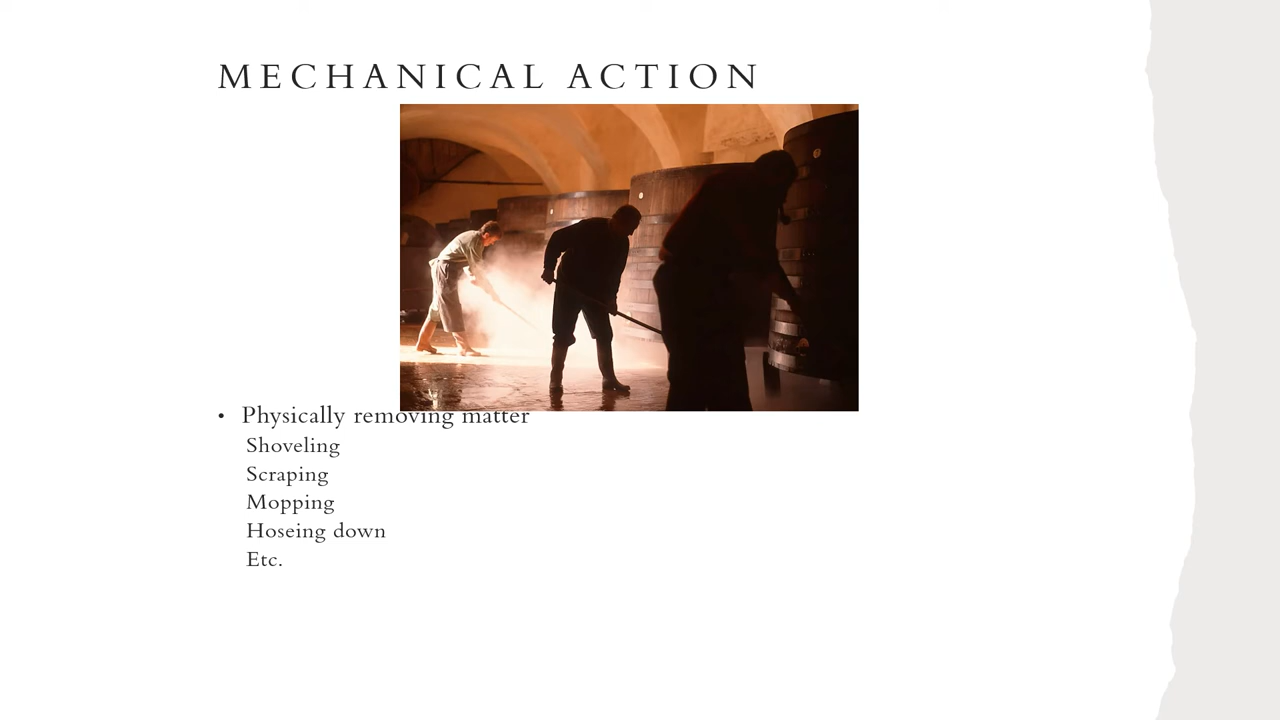 MECHANICAL ACTION
• Physically removing matter
Shoveling
Scraping
Mopping
Hoseing down
Etc.